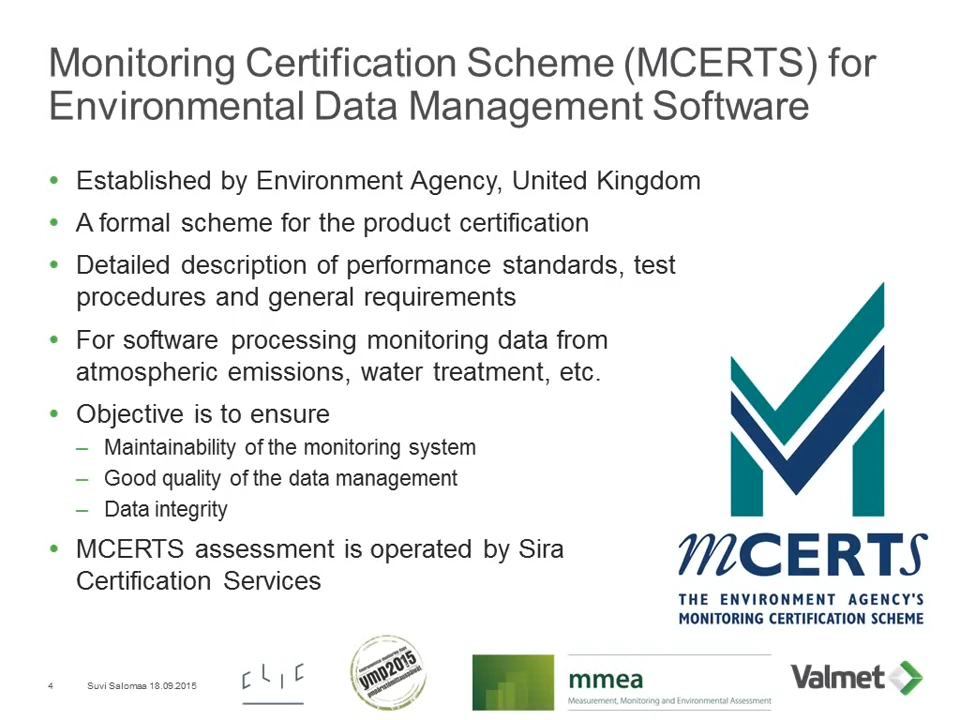 Monitoring Certification Scheme (MCERTS) for
Environmental Data Management Software
• Established by Environment Agency, United Kingdom
• A formal scheme for the product certification
• Detailed description of performance standards, test
procedures and general requirements
• For software processing monitoring data from
atmospheric emissions, water treatment, etc.
• Objective is to ensure
– Maintainability of the monitoring system
– Good quality of the data management
– Data integrity
• MCERTS assessment is operated by Sira
Certification Services
mCERTS
THE ENVIRONMENT AGENCY'S
MONITORING CERTIFICATION SCHEME
4 Suvi Salomaa 18.09.2015
CLIC
ymp2015
mmea
Measurement, Monitoring and Environmental Assessment
Valmet